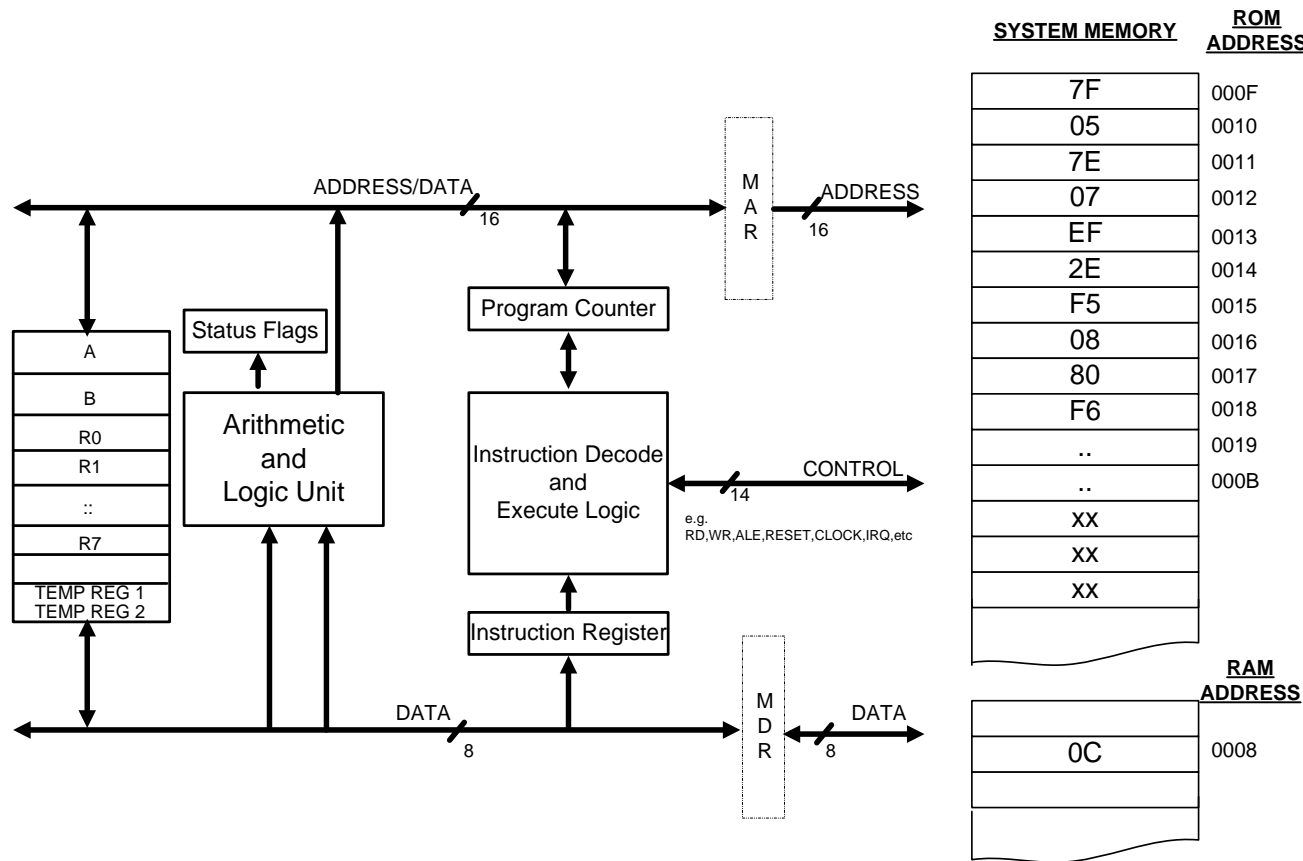 SYSTEM MEMORY
ROM
ADDRESS
7F
000F
05
0010
7E
0011
07
0012
EF
0013
2E
0014
F5
0015
08
0016
80
0017
F6
0018
..
0019
..
000B
xx
xx
xx
RAM
ADDRESS
0C
0008
ADDRESS/DATA
16
M
A
R
ADDRESS
16
Program Counter
Status Flags
A
B
R0
R1
::
R7
TEMP REG 1
TEMP REG 2
Arithmetic
and
Logic Unit
Instruction Decode
and
Execute Logic
CONTROL
14
e.g.
RD,WR,ALE,RESET,CLOCK,IRQ,etc
Instruction Register
DATA
8
M
D
R
DATA
8